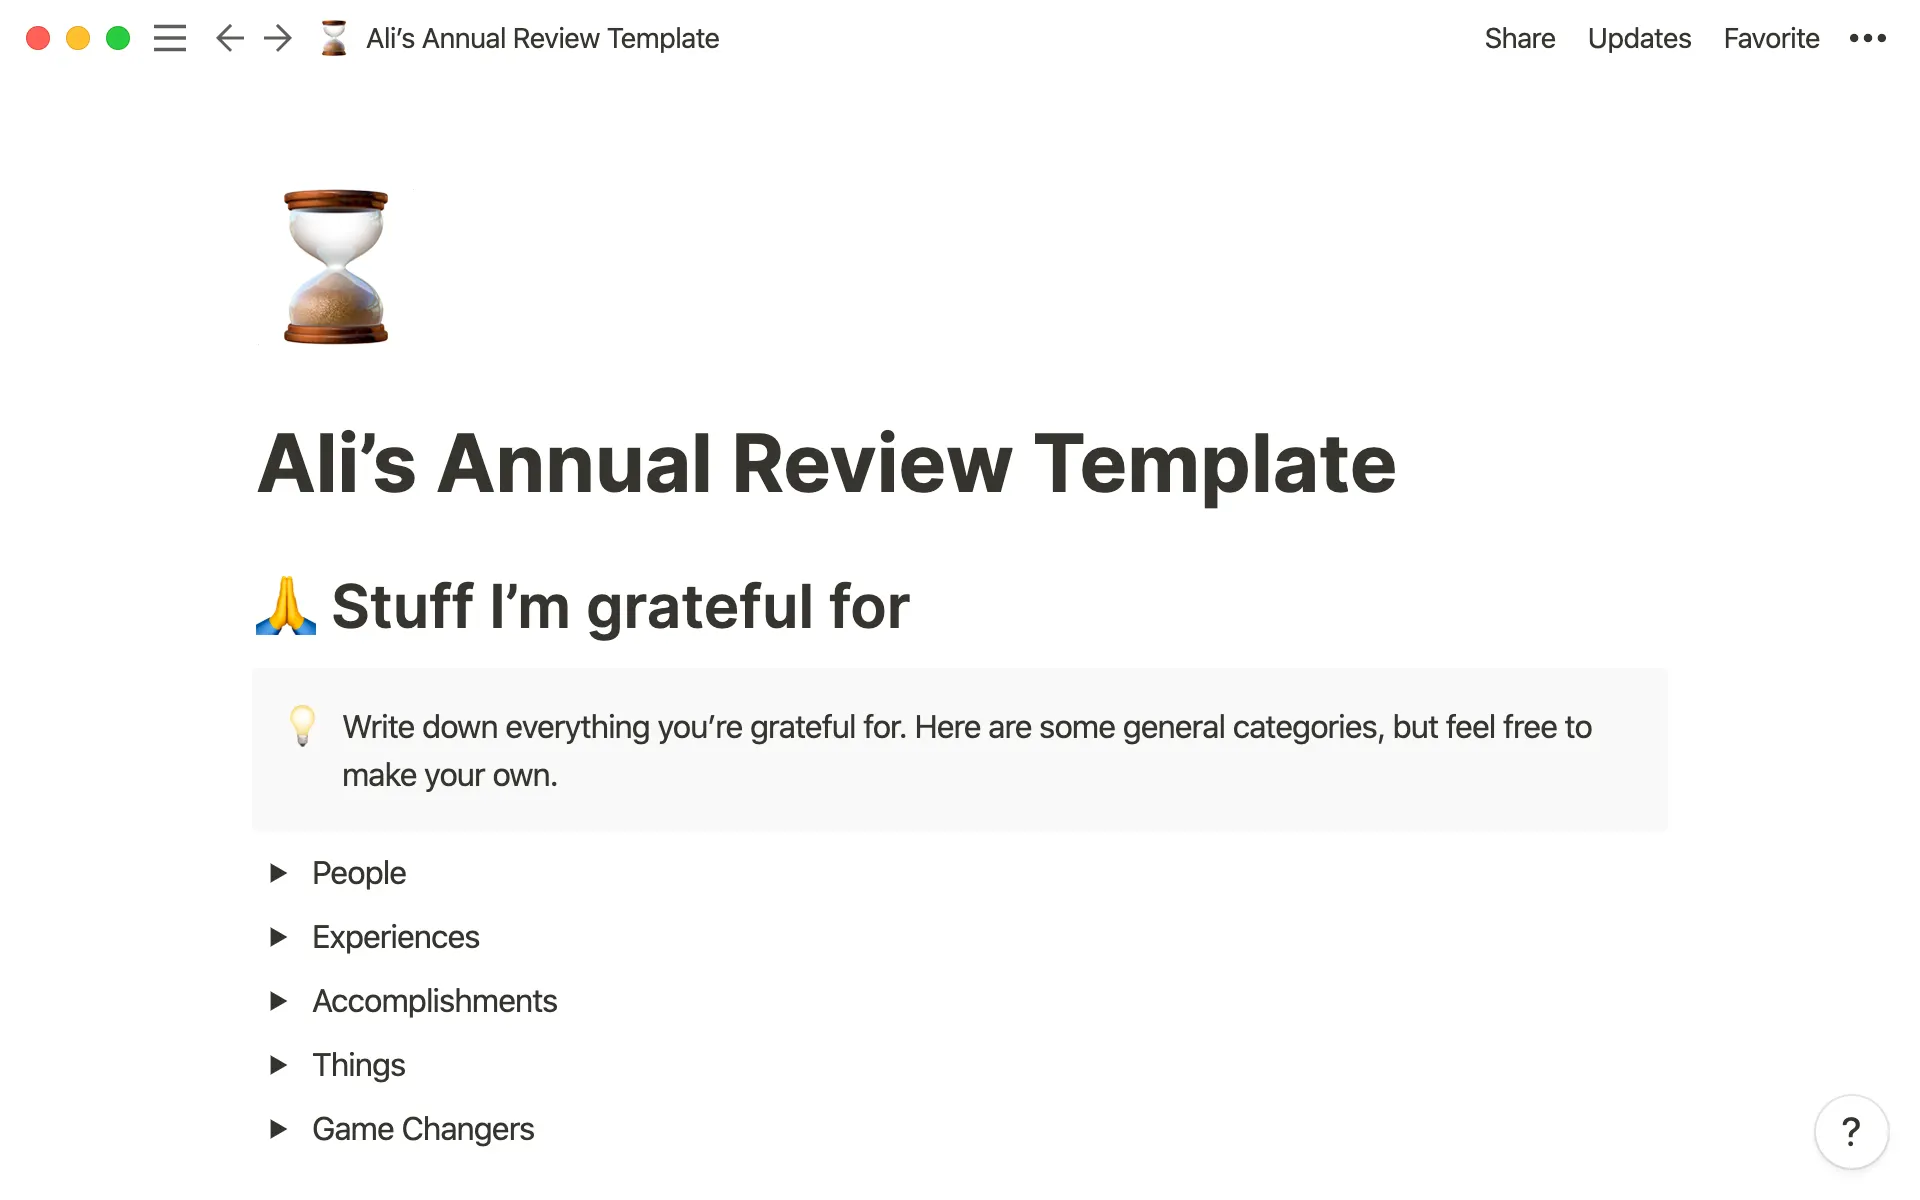 Ali’s Annual Review Template
Share
Updates
Favorite
Ali’s Annual Review Template
Stuff I’m grateful for
Write down everything you’re grateful for. Here are some general categories, but feel free to
make your own.
People
Experiences
Accomplishments
Things
Game Changers
?